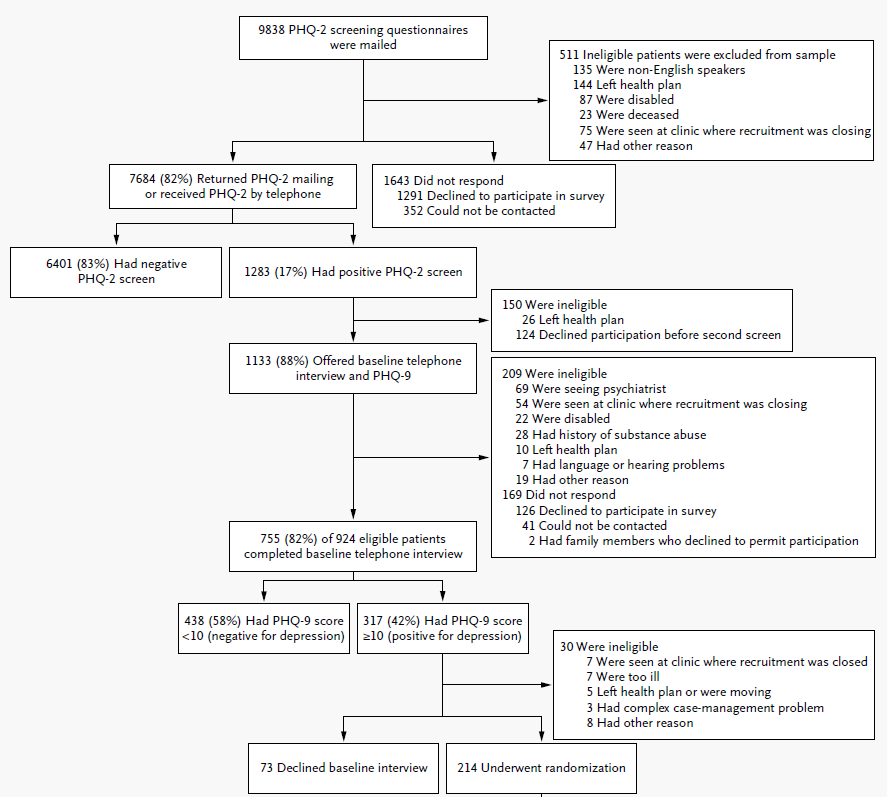 9838 PHQ-2 screening questionnaires
were mailed
511 Ineligible patients were excluded from sample
135 Were non-English speakers
144 Left health plan
87 Were disabled
23 Were deceased
75 Were seen at clinic where recruitment was closing
47 Had other reason
7684 (82%) Returned PHQ-2 mailing
or received PHQ-2 by telephone
1643 Did not respond
1291 Declined to participate in survey
352 Could not be contacted
6401 (83%) Had negative
PHQ-2 screen
1283 (17%) Had positive PHQ-2 screen
150 Were ineligible
26 Left health plan
124 Declined participation before second screen
1133 (88%) Offered baseline telephone
interview and PHQ-9
209 Were ineligible
69 Were seeing psychiatrist
54 Were seen at clinic where recruitment was closing
22 Were disabled
28 Had history of substance abuse
10 Left health plan
7 Had language or hearing problems
19 Had other reason
169 Did not respond
126 Declined to participate in survey
41 Could not be contacted
2 Had family members who declined to permit participation
755 (82%) of 924 eligible patients
completed baseline telephone interview
438 (58%) Had PHQ-9 score
<10 (negative for depression)
317 (42%) Had PHQ-9 score
≥10 (positive for depression)
30 Were ineligible
7 Were seen at clinic where recruitment was closed
7 Were too ill
5 Left health plan or were moving
3 Had complex case-management problem
8 Had other reason
73 Declined baseline interview
214 Underwent randomization